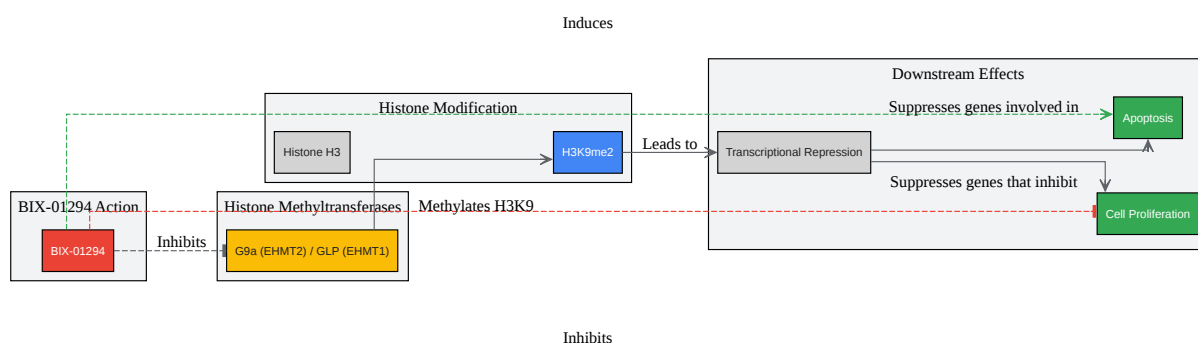 Induces
Downstream Effects
Histone Modification
Suppresses genes involved in
Apoptosis
Histone H3
H3K9me2
Leads to
Transcriptional Repression
Suppresses genes that inhibit
BIX-01294 Action
Histone Methyltransferases
Methylates H3K9
Cell Proliferation
BIX-01294
Inhibits
G9a (EHMT2) / GLP (EHMT1)
Inhibits